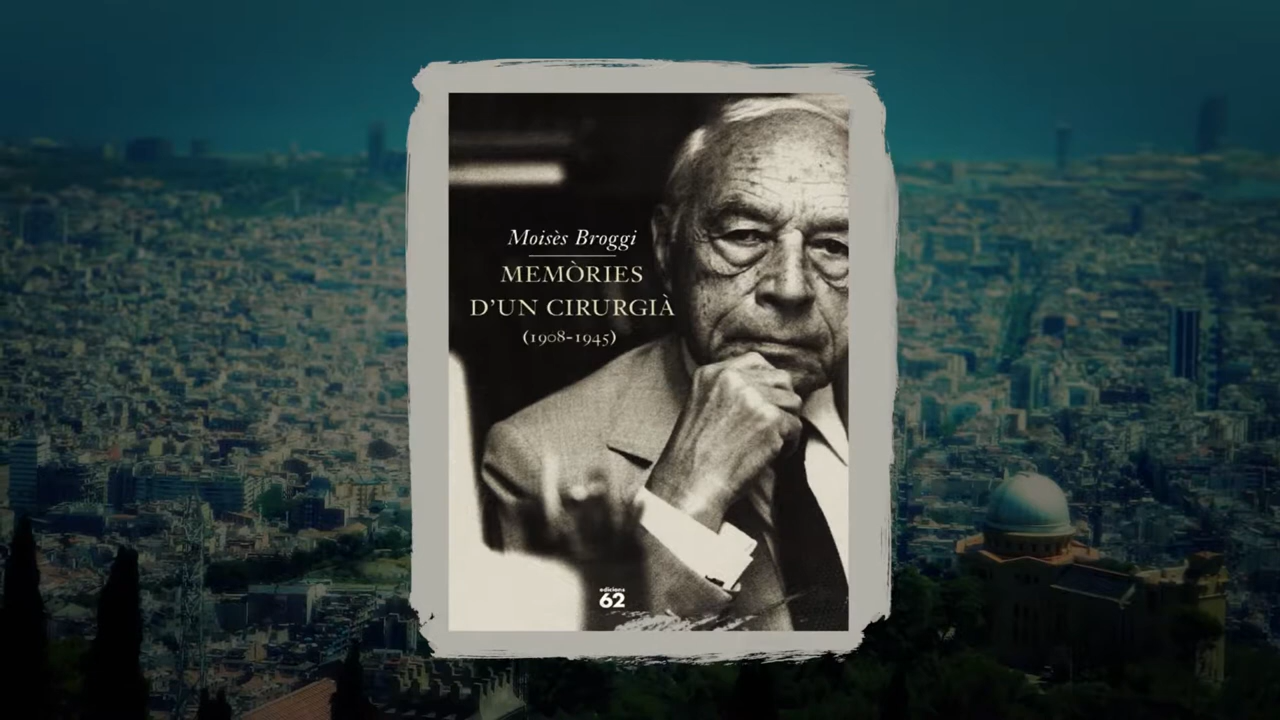 Moisès Broggi
MEMÒRIES
D'UN CIRURGIÀ
(1908-1945)
edicions
62